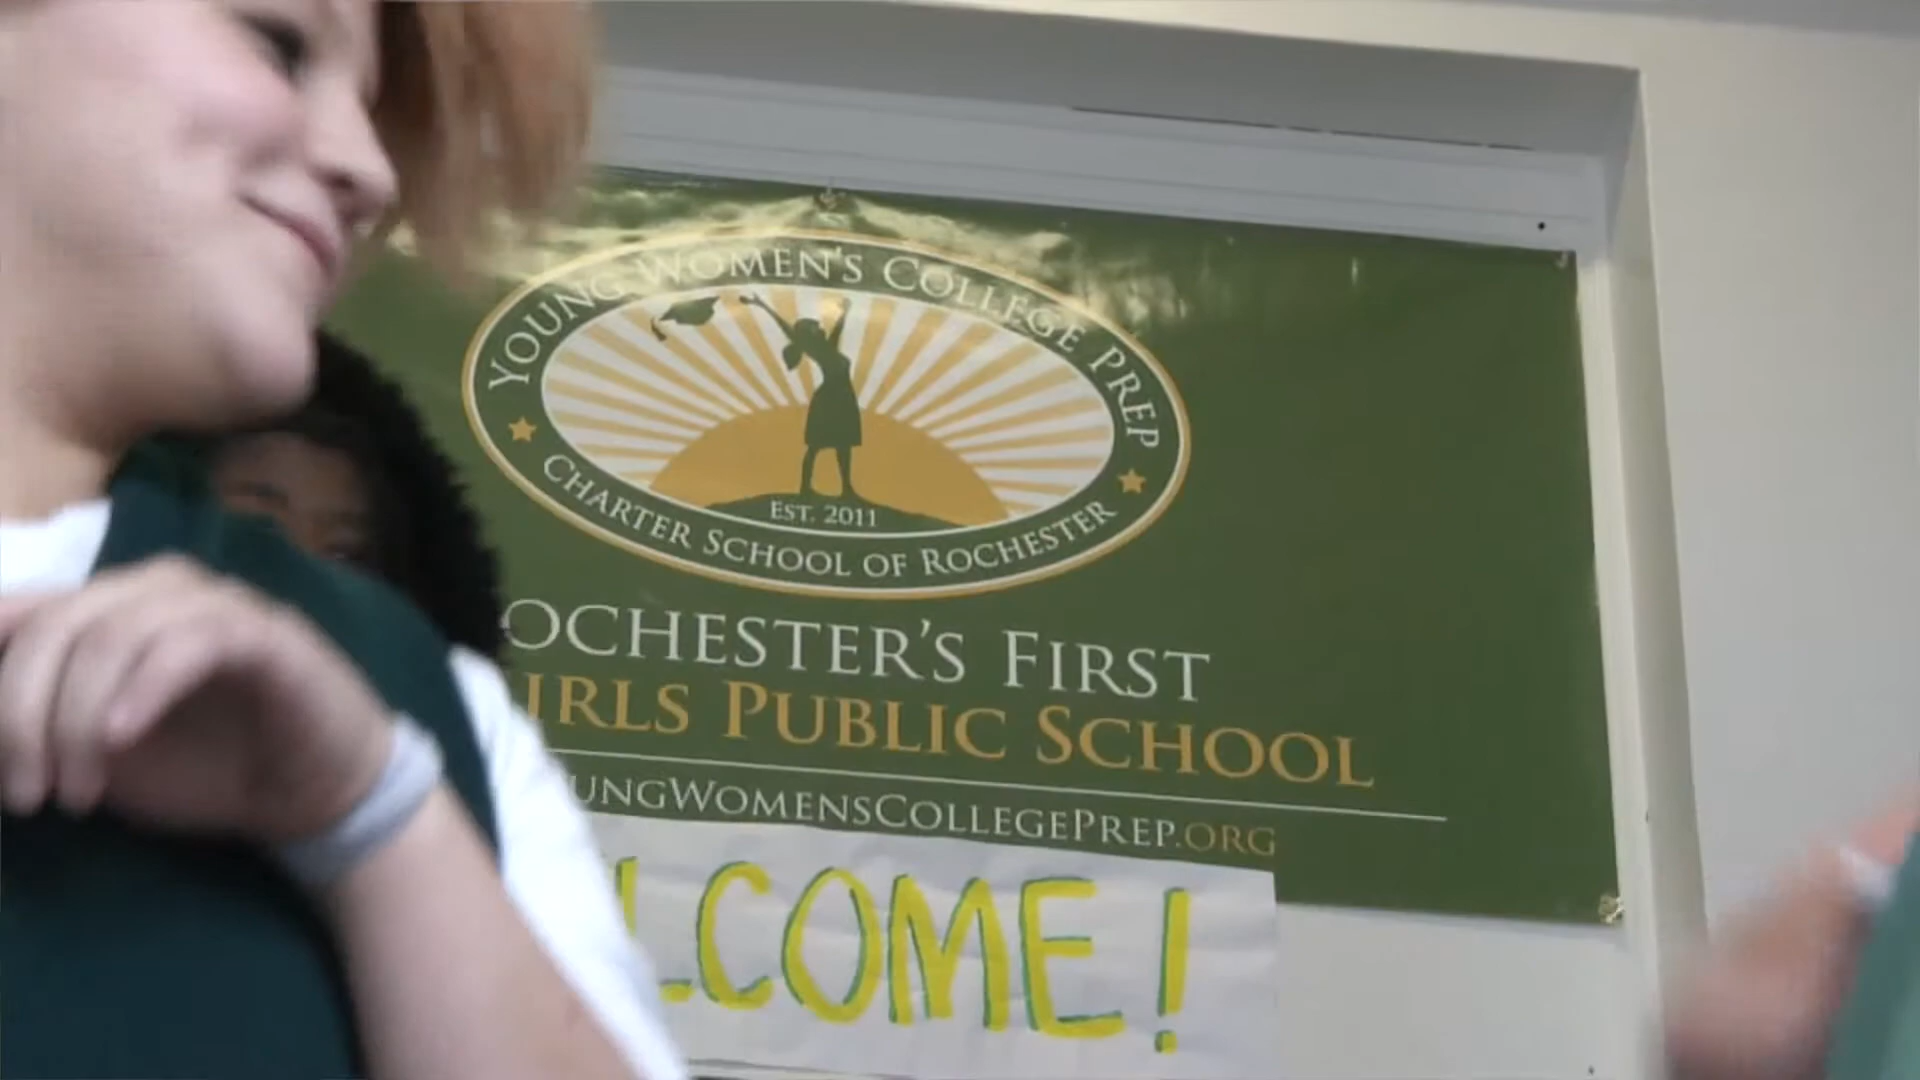 YOUNG WOMEN'S COLLEGE PREP
EST. 2011
CHARTER SCHOOL OF ROCHESTER
OCHESTER'S FIRST
IRLS PUBLIC SCHOOL
UNGWOMENSCOLLEGEPREP.ORG
LCOME!